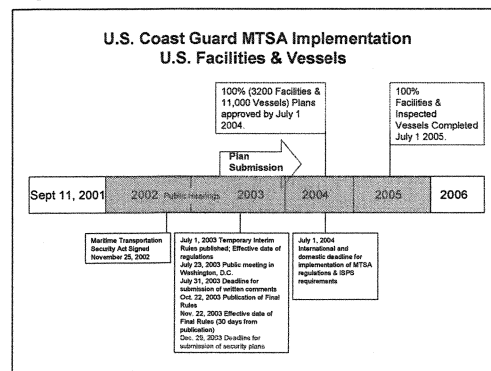 U.S. Coast Guard MTSA Implementation
U.S. Facilities & Vessels
100% (3200 Facilities &
11,000 Vessels) Plans
approved by July 1
2004.
100%
Facilities &
Inspected
Vessels Completed
July 1 2005.
Plan
Submission
Sept 11, 2001
2002
Public Hearings
2003
2004
2005
2006
Maritime Transportation
Security Act Signed
November 25, 2002
July 1, 2003 Temporary Interim
Rules published; Effective date of
regulations
July 23, 2003 Public meeting in
Washington, D.C.
July 31, 2003 Deadline for
submission of written comments
Oct. 22, 2003 Publication of Final
Rules
Nov. 22, 2003 Effective date of
Final Rules (30 days from
publication)
Dec. 29, 2003 Deadline for
submission of security plans
July 1, 2004
International and
domestic deadline for
implementation of MTSA
regulations & ISPS
requirements